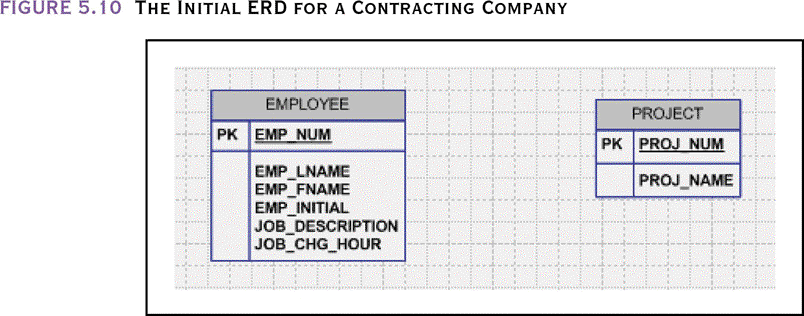 FIGURE 5.10 THE INITIAL ERD FOR A CONTRACTING COMPANY
EMPLOYEE
PK EMP_NUM
EMP_LNAME
EMP_FNAME
EMP_INITIAL
JOB_DESCRIPTION
JOB_CHG_HOUR
PROJECT
PK PROJ_NUM
PROJ_NAME